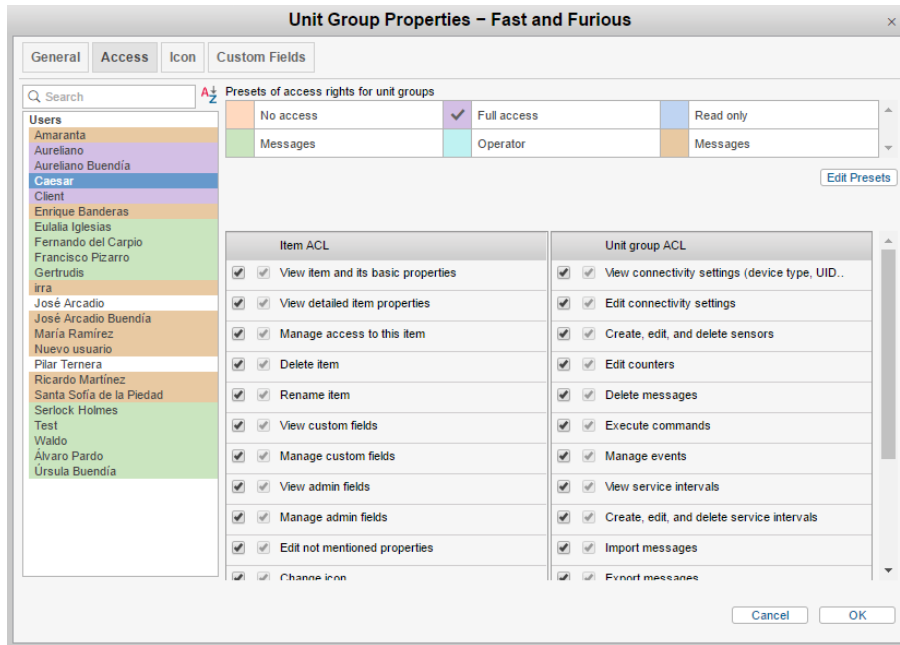 Unit Group Properties – Fast and Furious
General Access Icon Custom Fields
Search
A Z
Presets of access rights for unit groups
No access Full access Read only
Messages Operator Messages
Edit Presets
Users
Amaranta
Aureliano
Aureliano Buendía
Caesar
Client
Enrique Banderas
Eulalia Iglesias
Fernando del Carpio
Francisco Pizarro
Gertrudis
irra
José Arcadio
José Arcadio Buendía
María Ramírez
Nuevo usuario
Pilar Ternera
Ricardo Martínez
Santa Sofía de la Piedad
Serlock Holmes
Test
Waldo
Álvaro Pardo
Úrsula Buendía
Item ACL
View item and its basic properties
View detailed item properties
Manage access to this item
Delete item
Rename item
View custom fields
Manage custom fields
View admin fields
Manage admin fields
Edit not mentioned properties
Change icon
Unit group ACL
View connectivity settings (device type, UID..
Edit connectivity settings
Create, edit, and delete sensors
Edit counters
Delete messages
Execute commands
Manage events
View service intervals
Create, edit, and delete service intervals
Import messages
Export messages
Cancel OK